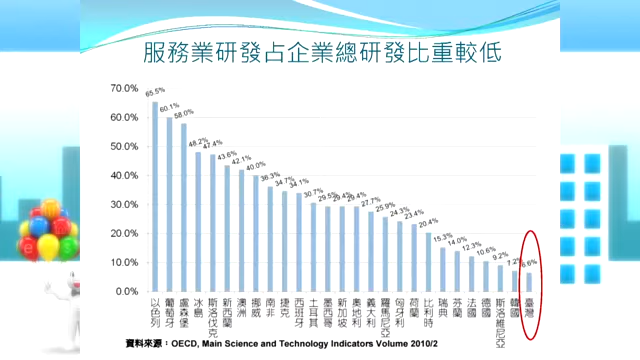 服務業研發占企業總研發比重較低
70.0%
60.0%
50.0%
40.0%
30.0%
20.0%
10.0%
0.0%
65.5%
60.1%
58.0%
48.2%
47.4%
43.6%
42.1%
40.0%
36.3%
34.7%
34.1%
30.7%
29.5%
29.4%
29.4%
27.7%
25.9%
24.3%
23.4%
20.4%
15.3%
14.0%
12.3%
10.6%
9.2%
7.2%
6.6%
以色列
葡萄牙
盧森堡
冰島
斯洛伐克
新西蘭
澳洲
挪威
南非
捷克
西班牙
土耳其
墨西哥
新加坡
奧地利
義大利
羅馬尼亞
匈牙利
荷蘭
比利時
瑞典
芬蘭
法國
德國
斯洛維尼亞
韓國
臺灣
資料來源：OECD, Main Science and Technology Indicators Volume 2010/2